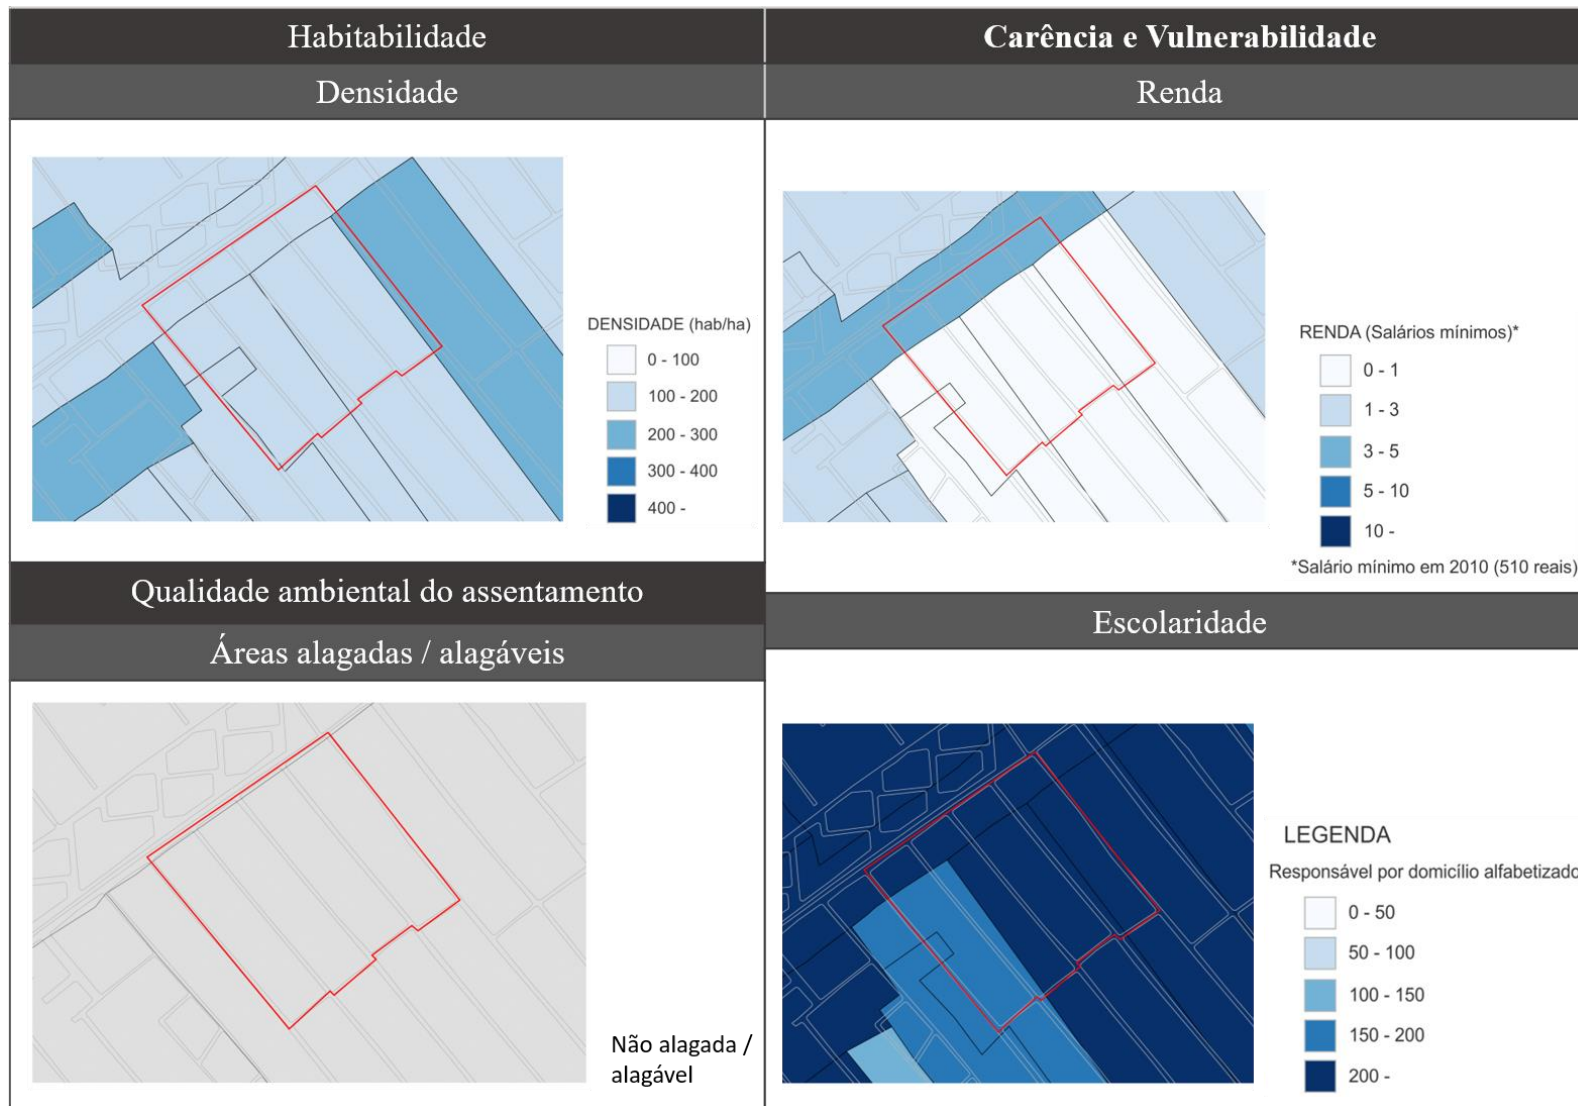 Habitabilidade
Densidade
DENSIDADE (hab/ha)
0 - 100
100 - 200
200 - 300
300 - 400
400 -
Carência e Vulnerabilidade
Renda
RENDA (Salários mínimos)*
0 - 1
1 - 3
3 - 5
5 - 10
10 -
*Salário mínimo em 2010 (510 reais)
Qualidade ambiental do assentamento
Áreas alagadas / alagáveis
Não alagada /
alagável
Escolaridade
LEGENDA
Responsável por domicílio alfabetizado
0 - 50
50 - 100
100 - 150
150 - 200
200 -